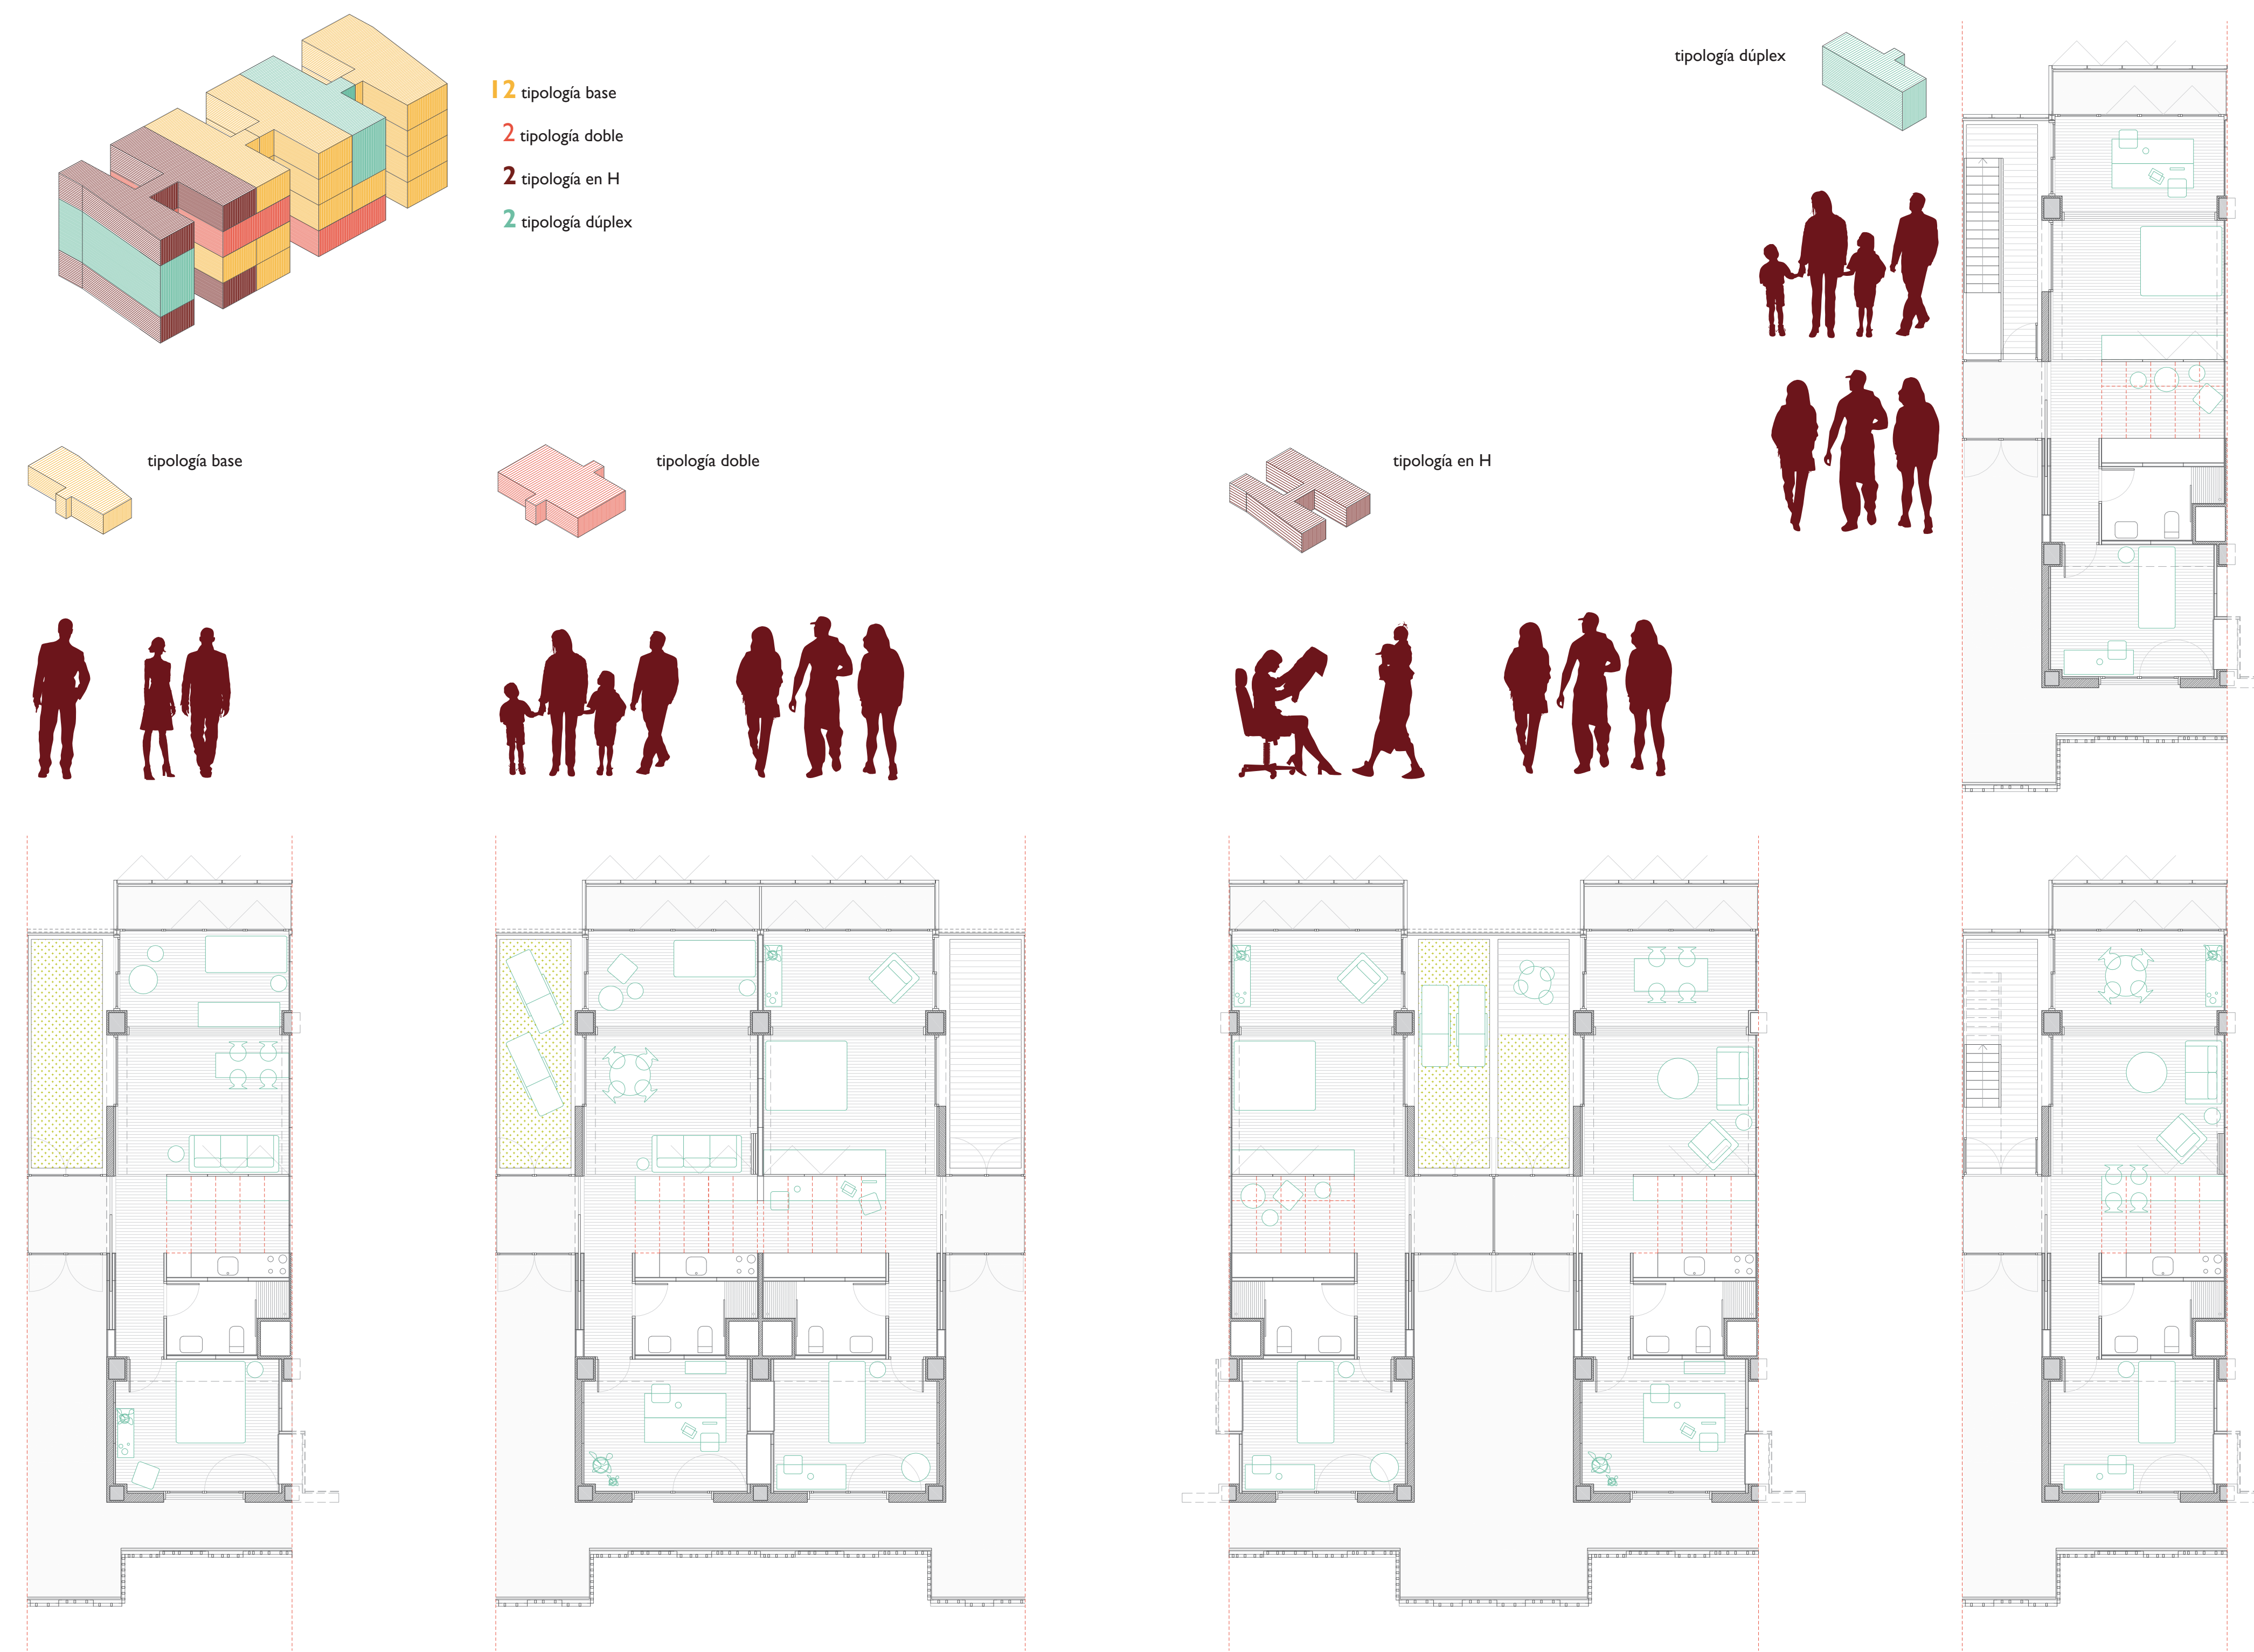 tipología dúplex
12 tipología base
2 tipología doble
2 tipología en H
2 tipología dúplex
tipología base
tipología doble
tipología en H